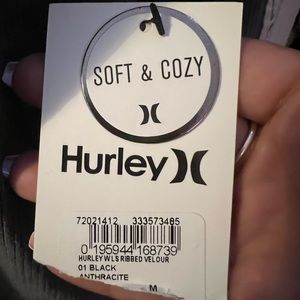 SOFT & COZY
Hurley
72021412 333573485
0 195944 168739
HURLEY W LS RIBBED VELOUR
01 BLACK
ANTHRACITE
M